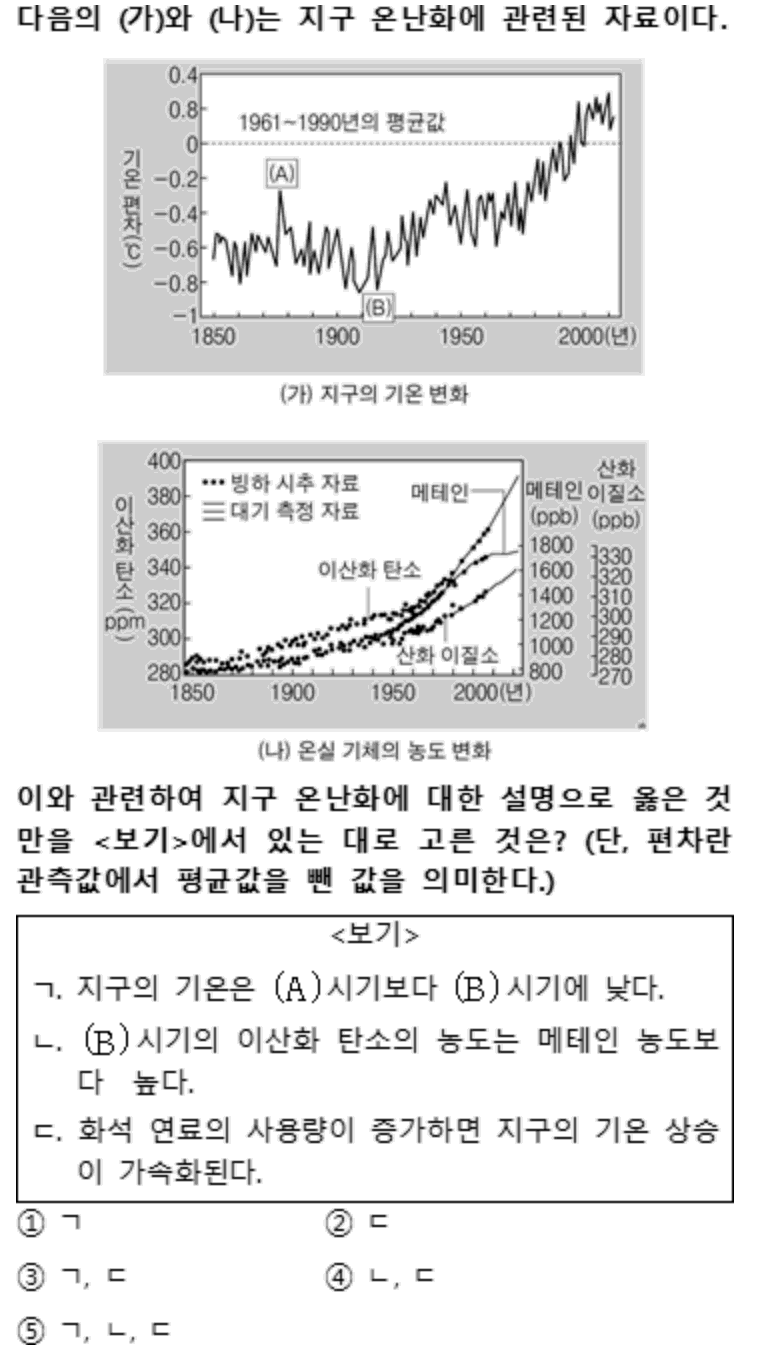 다음의 (가)와 (나)는 지구 온난화에 관련된 자료이다.
기온 편차(℃)
0.4
0.8
0
-0.2
-0.4
-0.6
-0.8
-1
1961~1990년의 평균값
(A)
(B)
1850 1900 1950 2000(년)
(가) 지구의 기온 변화
이산화 탄소(ppm)
400
380
360
340
320
300
280
빙하 시추 자료
대기 측정 자료
메테인
이산화 탄소
산화 이질소
메테인
(ppb)
1800
1600
1400
1200
1000
800
산화
이질소
(ppb)
330
320
310
300
290
280
270
1850 1900 1950 2000(년)
(나) 온실 기체의 농도 변화
이와 관련하여 지구 온난화에 대한 설명으로 옳은 것
만을 <보기>에서 있는 대로 고른 것은? (단, 편차란
관측값에서 평균값을 뺀 값을 의미한다.)
<보기>
ㄱ. 지구의 기온은 (A)시기보다 (B)시기에 낮다.
ㄴ. (B)시기의 이산화 탄소의 농도는 메테인 농도보
다 높다.
ㄷ. 화석 연료의 사용량이 증가하면 지구의 기온 상승
이 가속화된다.
① ㄱ ② ㄷ
③ ㄱ, ㄷ ④ ㄴ, ㄷ
⑤ ㄱ, ㄴ, ㄷ